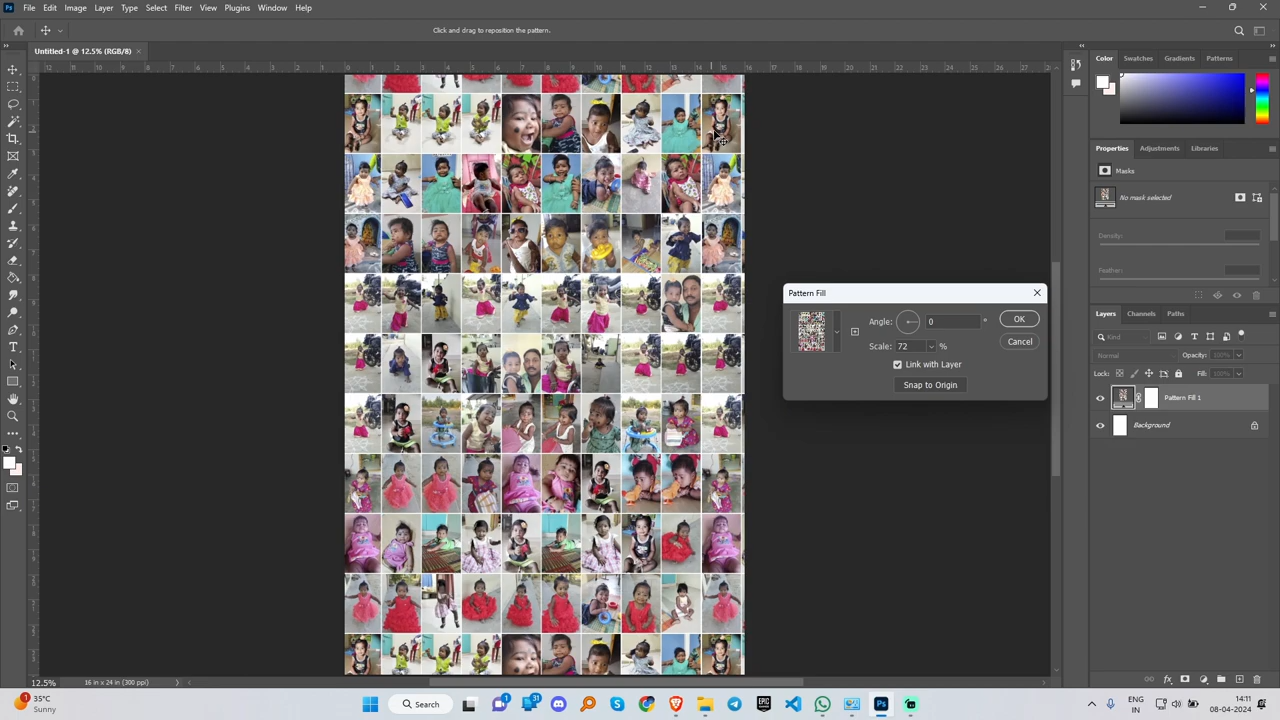 Ps File Edit Image Layer Type Select Filter View Plugins Window Help
Click and drag to reposition the pattern.
Untitled-1 @ 12.5% (RGB/8)
Color Swatches Gradients Patterns
Properties Adjustments Libraries
Masks
No mask selected
Density:
Feather:
Pattern Fill
Angle: 0 °
OK
Scale: 72 %
Cancel
Link with Layer
Snap to Origin
Layers Channels Paths
Kind
Normal Opacity: 100%
Lock: Fill: 100%
Pattern Fill 1
Background
12.5% 16 in x 24 in (300 ppi)
35°C
Sunny
Search
ENG
IN
14:11
08-04-2024